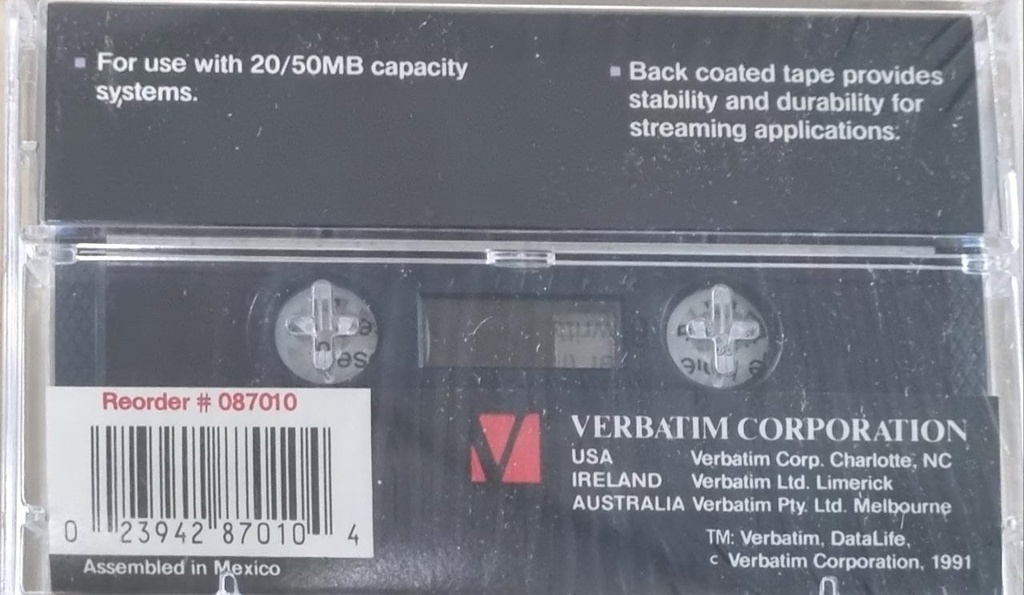 For use with 20/50MB capacity
systems.
Back coated tape provides
stability and durability for
streaming applications.
Reorder # 087010
0 23942 87010 4
Assembled in Mexico
V
VERBATIM CORPORATION
USA Verbatim Corp. Charlotte, NC
IRELAND Verbatim Ltd. Limerick
AUSTRALIA Verbatim Pty. Ltd. Melbourne
TM: Verbatim, DataLife,
c Verbatim Corporation, 1991